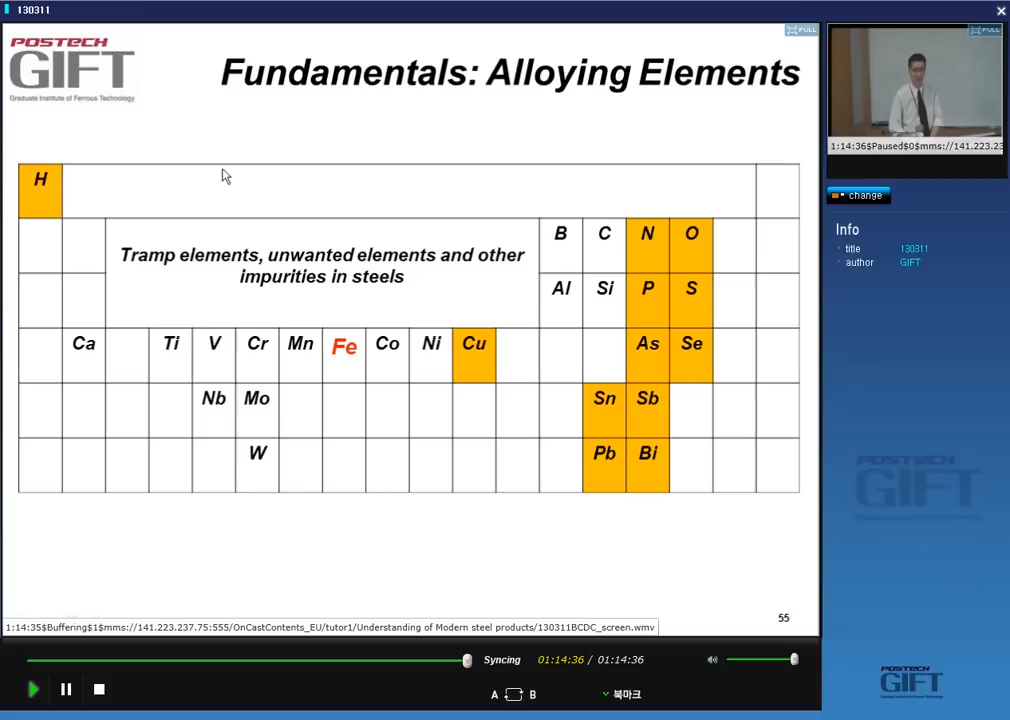 130311
POSTECH
GIFT
Graduate Institute of Ferrous Technology
Fundamentals: Alloying Elements
FULL
FULL
1:14:36$Paused$0$mms://141.223.23
change
Info
title 130311
author GIFT
H
Tramp elements, unwanted elements and other
impurities in steels
B C N O
Al Si P S
Ca Ti V Cr Mn Fe Co Ni Cu As Se
Nb Mo Sn Sb
W Pb Bi
POSTECH
GIFT
55
1:14:35$Buffering$1$mms://141.223.237.75:555/OnCastContents_EU/tutor1/Understanding of Modern steel products/130311BCDC_screen.wmv
Syncing 01:14:36 / 01:14:36
A B 북마크
POSTECH
GIFT